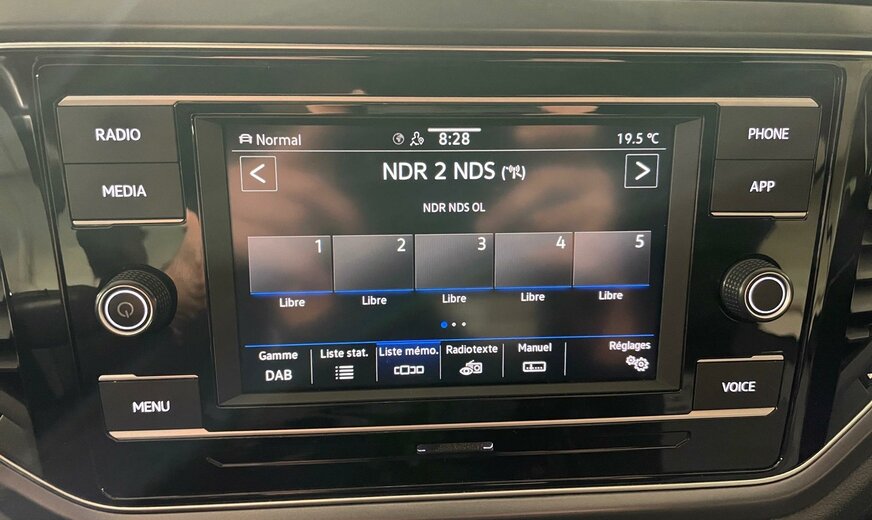 RADIO
MEDIA
MENU
Normal
8:28
19.5 °C
<
NDR 2 NDS
>
NDR NDS OL
1 2 3 4 5
Libre Libre Libre Libre Libre
Gamme Liste stat. Liste mémo. Radiotexte Manuel Réglages
DAB
PHONE
APP
VOICE